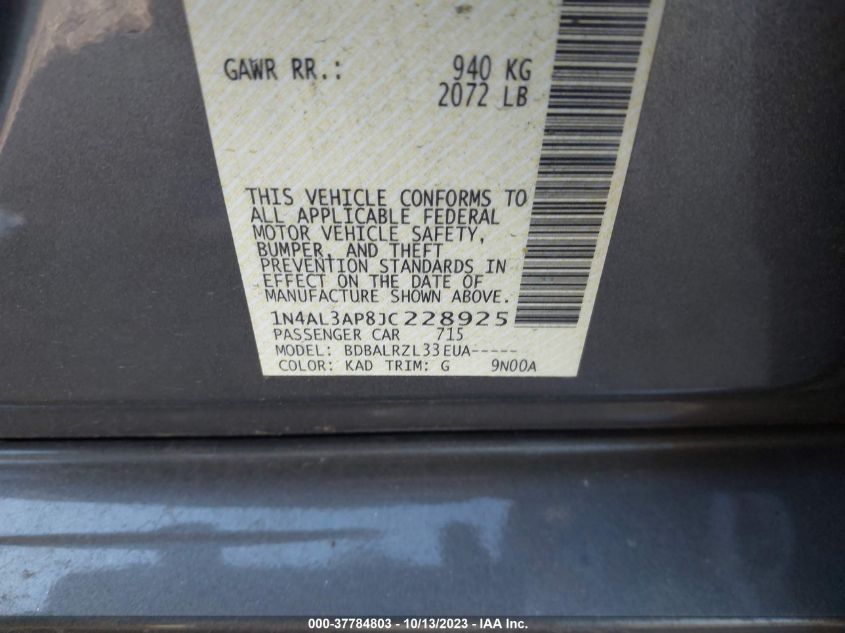 GAWR RR.: 940 KG
2072 LB
THIS VEHICLE CONFORMS TO
ALL APPLICABLE FEDERAL
MOTOR VEHICLE SAFETY,
BUMPER, AND THEFT
PREVENTION STANDARDS IN
EFFECT ON THE DATE OF
MANUFACTURE SHOWN ABOVE.
1N4AL3AP8JC228925
PASSENGER CAR 715
MODEL: BDBALRZL33EUA-----
COLOR: KAD TRIM: G 9N00A
000-37784803 - 10/13/2023 - IAA Inc.